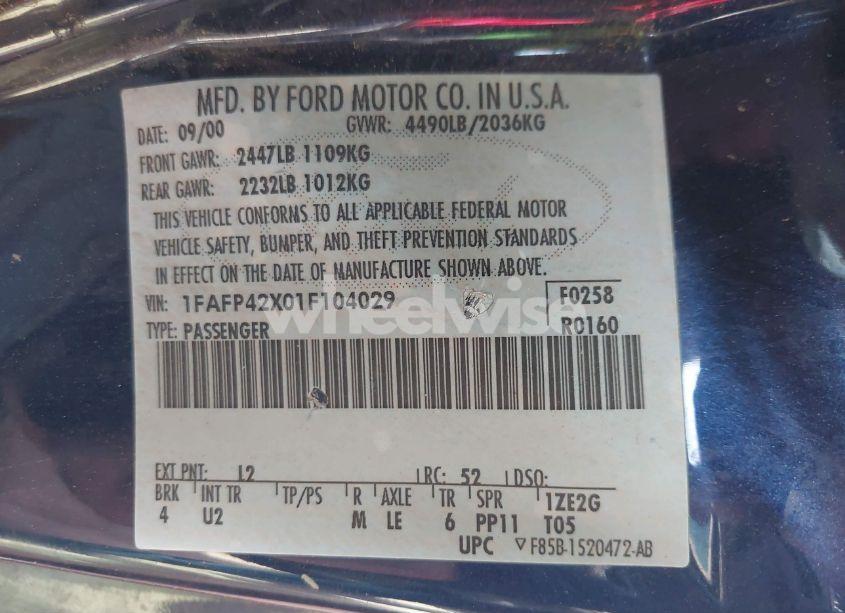 MFD. BY FORD MOTOR CO. IN U.S.A.
DATE: 09/00 GVWR: 4490LB/2036KG
FRONT GAWR: 2447LB 1109KG
REAR GAWR: 2232LB 1012KG
THIS VEHICLE CONFORMS TO ALL APPLICABLE FEDERAL MOTOR
VEHICLE SAFETY, BUMPER, AND THEFT PREVENTION STANDARDS
IN EFFECT ON THE DATE OF MANUFACTURE SHOWN ABOVE.
VIN: 1FAFP42X01F104029 F0258
TYPE: PASSENGER R0160
wheelwise
EXT PNT: L2 RC: 52 DSO:
BRK INT TR TP/PS R AXLE TR SPR 1ZE2G
4 U2 M LE 6 PP11 T05
UPC ▽F85B-1520472-AB